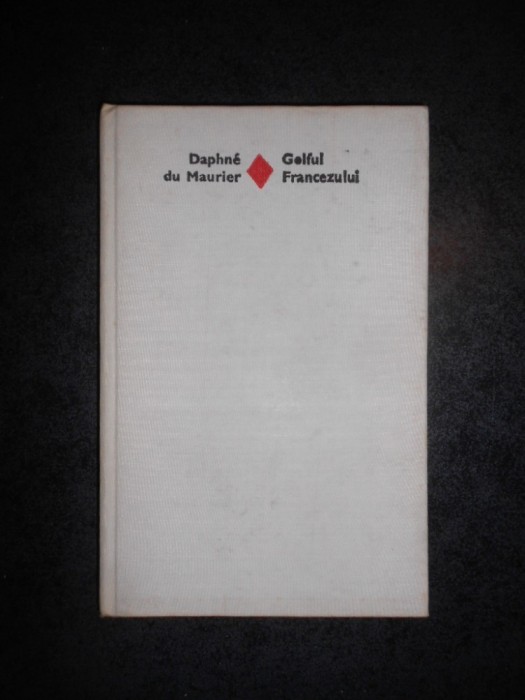 Daphné
du Maurier
Golful
Francezului